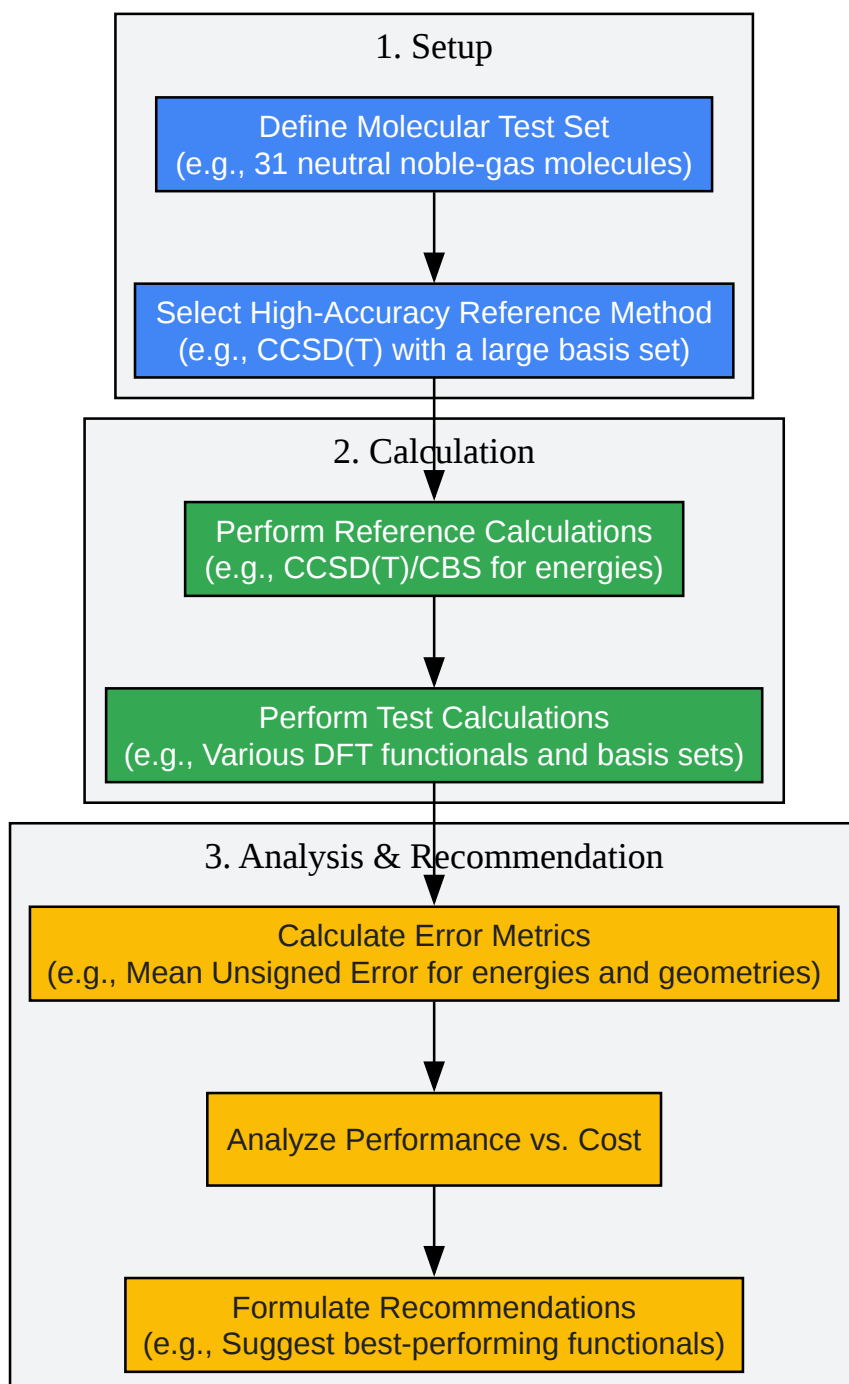 1. Setup
Define Molecular Test Set
(e.g., 31 neutral noble-gas molecules)
Select High-Accuracy Reference Method
(e.g., CCSD(T) with a large basis set)
2. Calculation
Perform Reference Calculations
(e.g., CCSD(T)/CBS for energies)
Perform Test Calculations
(e.g., Various DFT functionals and basis sets)
3. Analysis & Recommendation
Calculate Error Metrics
(e.g., Mean Unsigned Error for energies and geometries)
Analyze Performance vs. Cost
Formulate Recommendations
(e.g., Suggest best-performing functionals)